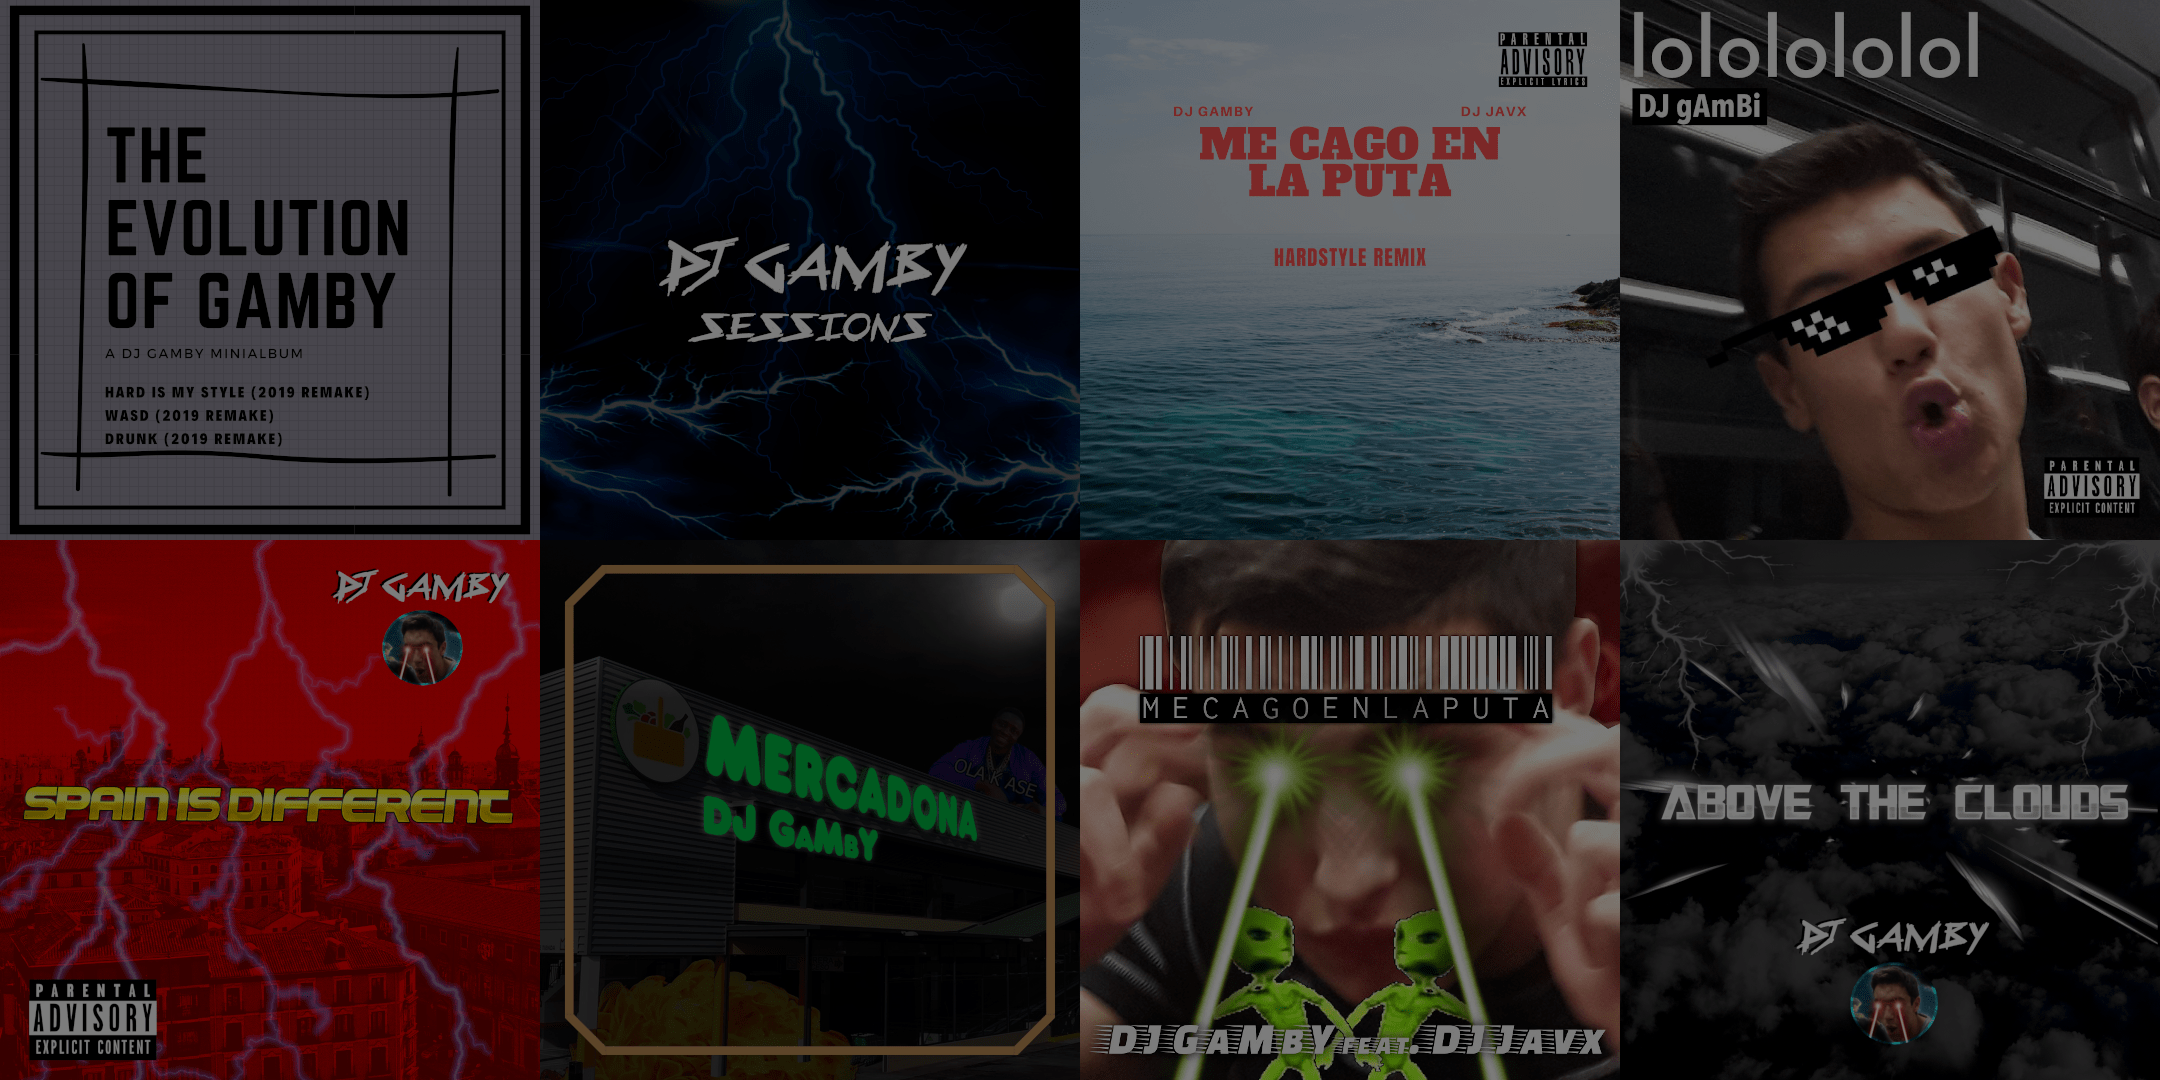 THE
EVOLUTION
OF GAMBY
A DJ GAMBY MINIALBUM
HARD IS MY STYLE (2019 REMAKE)
WASD (2019 REMAKE)
DRUNK (2019 REMAKE)
DJ GAMBY
SESSIONS
PARENTAL
ADVISORY
EXPLICIT LYRICS
DJ GAMBY DJ JAVX
ME CAGO EN
LA PUTA
HARDSTYLE REMIX
lolololololol
DJ gAmBi
PARENTAL
ADVISORY
EXPLICIT CONTENT
DJ GAMBY
SPAIN IS DIFFERENT
PARENTAL
ADVISORY
EXPLICIT CONTENT
MERCADONA
DJ GAMBY
OLA K ASE
MECAGOENLAPUTA
DJ GAMBY FEAT. DJ JAVX
ABOVE THE CLOUDS
DJ GAMBY